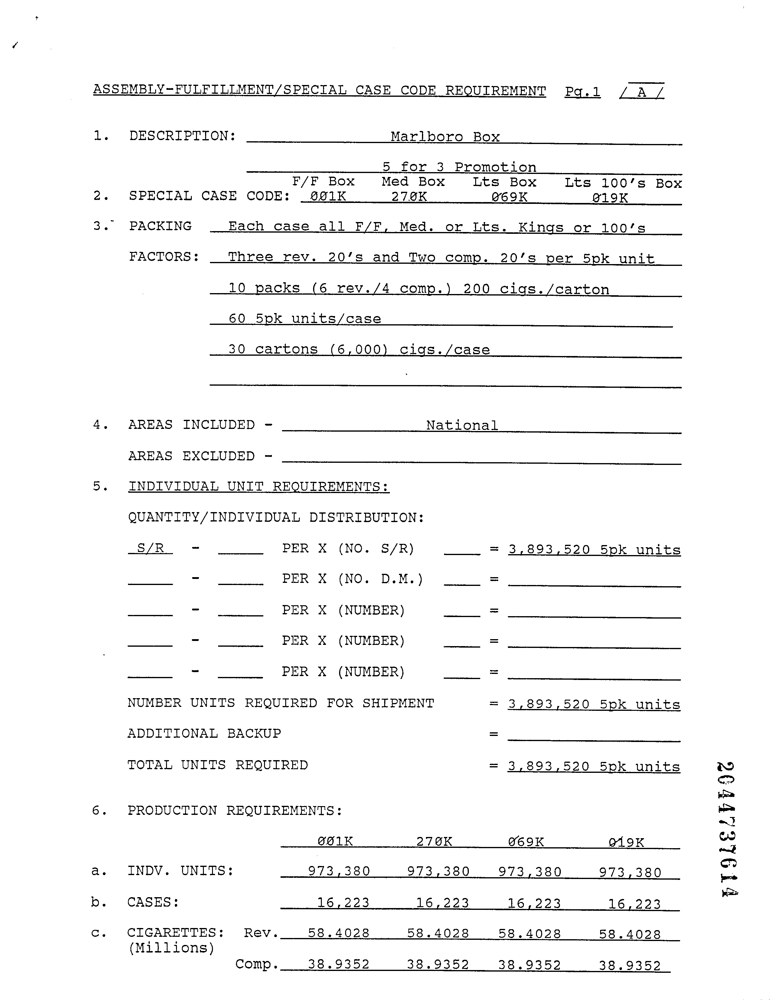 ASSEMBLY-FULFILLMENT/SPECIAL CASE CODE REQUIREMENT Pg.1 / A /
1. DESCRIPTION: Marlboro Box
5 for 3 Promotion
F/F Box Med Box Lts Box Lts 100's Box
2. SPECIAL CASE CODE: 001K 270K 069K 019K
3. PACKING Each case all F/F, Med. or Lts. Kings or 100's
FACTORS: Three rev. 20's and Two comp. 20's per 5pk unit
10 packs (6 rev./4 comp.) 200 cigs./carton
60 5pk units/case
30 cartons (6,000) cigs./case
4. AREAS INCLUDED - National
AREAS EXCLUDED -
5. INDIVIDUAL UNIT REQUIREMENTS:
QUANTITY/INDIVIDUAL DISTRIBUTION:
S/R - PER X (NO. S/R) = 3,893,520 5pk units
- PER X (NO. D.M.) =
- PER X (NUMBER) =
- PER X (NUMBER) =
- PER X (NUMBER) =
NUMBER UNITS REQUIRED FOR SHIPMENT = 3,893,520 5pk units
ADDITIONAL BACKUP =
TOTAL UNITS REQUIRED = 3,893,520 5pk units
6. PRODUCTION REQUIREMENTS:
001K 270K 069K 019K
a. INDV. UNITS: 973,380 973,380 973,380 973,380
b. CASES: 16,223 16,223 16,223 16,223
c. CIGARETTES: Rev. 58.4028 58.4028 58.4028 58.4028
(Millions)
Comp. 38.9352 38.9352 38.9352 38.9352
2044737614